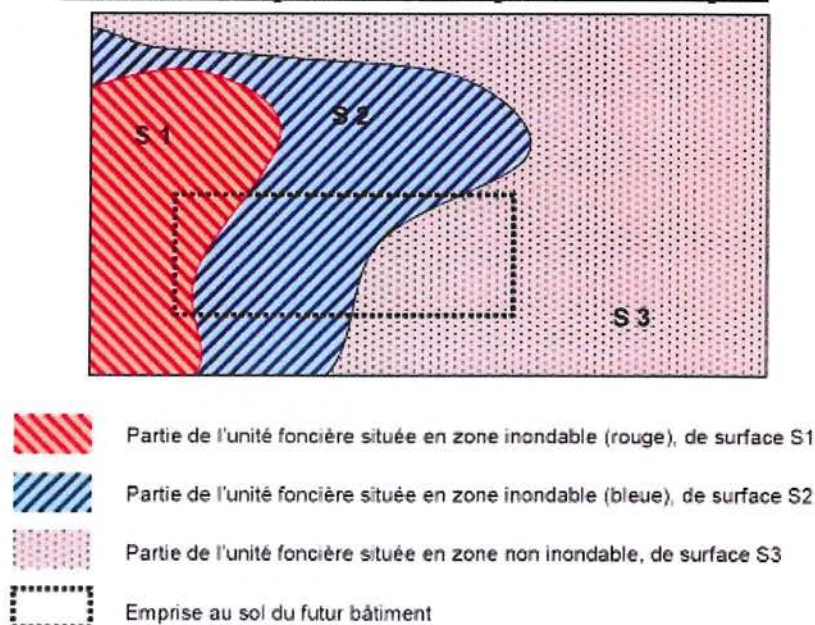 S 1
S 2
S 3
Partie de l'unité foncière située en zone inondable (rouge), de surface S1
Partie de l'unité foncière située en zone inondable (bleue), de surface S2
Partie de l'unité foncière située en zone non inondable, de surface S3
Emprise au sol du futur bâtiment